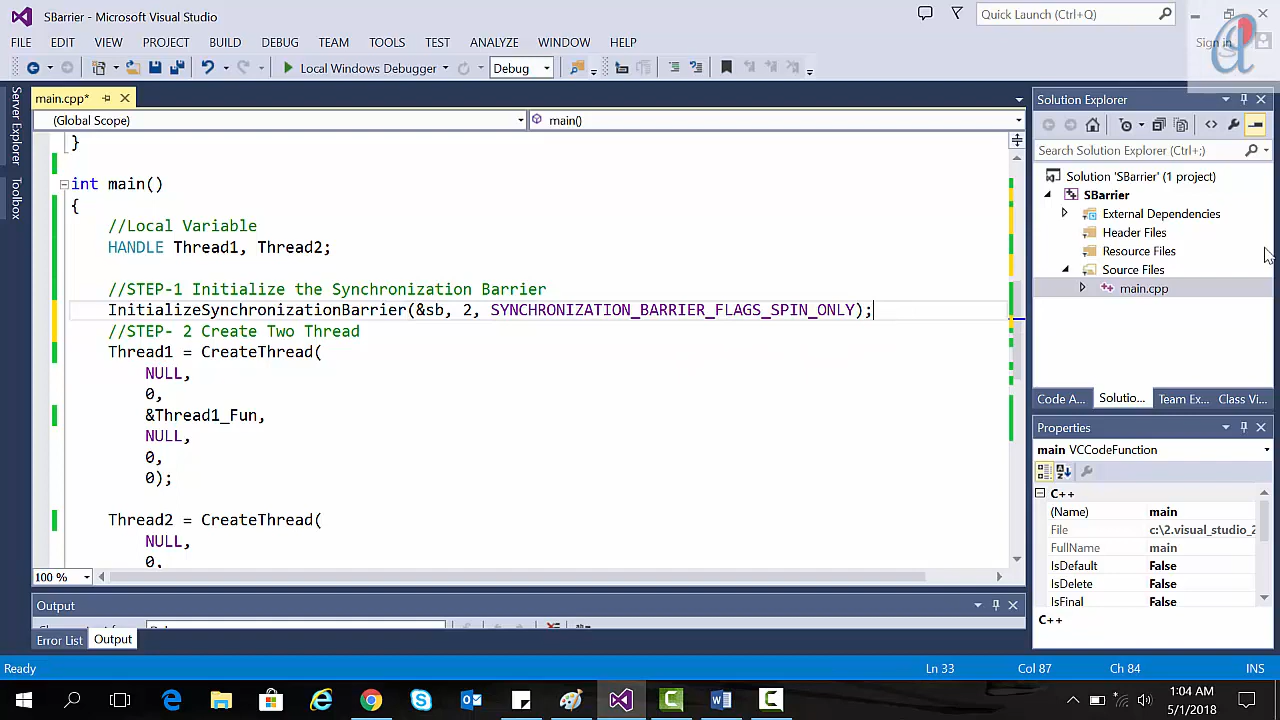 SBarrier - Microsoft Visual Studio
Quick Launch (Ctrl+Q)
FILE EDIT VIEW PROJECT BUILD DEBUG TEAM TOOLS TEST ANALYZE WINDOW HELP
Sign in
Local Windows Debugger Debug
Server Explorer
Toolbox
main.cpp*
(Global Scope) main()
}
int main()
{
//Local Variable
HANDLE Thread1, Thread2;
//STEP-1 Initialize the Synchronization Barrier
InitializeSynchronizationBarrier(&sb, 2, SYNCHRONIZATION_BARRIER_FLAGS_SPIN_ONLY);
//STEP- 2 Create Two Thread
Thread1 = CreateThread(
NULL,
0,
&Thread1_Fun,
NULL,
0,
0);
Thread2 = CreateThread(
NULL,
0,
100 %
Output
Error List Output
Solution Explorer
Search Solution Explorer (Ctrl+;)
Solution 'SBarrier' (1 project)
SBarrier
External Dependencies
Header Files
Resource Files
Source Files
main.cpp
Code A... Solutio... Team Ex... Class Vi...
Properties
main VCCodeFunction
C++
(Name) main
File c:\2.visual_studio_2
FullName main
IsDefault False
IsDelete False
IsFinal False
C++
Ready Ln 33 Col 87 Ch 84 INS
1:04 AM
5/1/2018